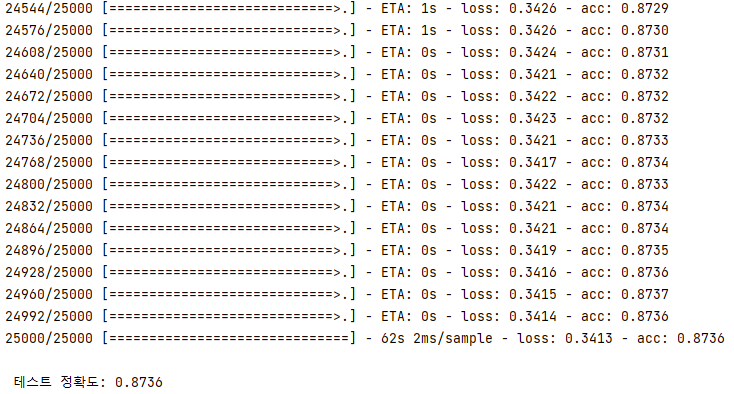 24544/25000 [=============================>.] - ETA: 1s - loss: 0.3426 - acc: 0.8729
24576/25000 [=============================>.] - ETA: 1s - loss: 0.3426 - acc: 0.8730
24608/25000 [=============================>.] - ETA: 0s - loss: 0.3424 - acc: 0.8731
24640/25000 [=============================>.] - ETA: 0s - loss: 0.3421 - acc: 0.8732
24672/25000 [=============================>.] - ETA: 0s - loss: 0.3422 - acc: 0.8732
24704/25000 [=============================>.] - ETA: 0s - loss: 0.3423 - acc: 0.8732
24736/25000 [=============================>.] - ETA: 0s - loss: 0.3421 - acc: 0.8733
24768/25000 [=============================>.] - ETA: 0s - loss: 0.3417 - acc: 0.8734
24800/25000 [=============================>.] - ETA: 0s - loss: 0.3422 - acc: 0.8733
24832/25000 [=============================>.] - ETA: 0s - loss: 0.3421 - acc: 0.8734
24864/25000 [=============================>.] - ETA: 0s - loss: 0.3421 - acc: 0.8734
24896/25000 [=============================>.] - ETA: 0s - loss: 0.3419 - acc: 0.8735
24928/25000 [=============================>.] - ETA: 0s - loss: 0.3416 - acc: 0.8736
24960/25000 [=============================>.] - ETA: 0s - loss: 0.3415 - acc: 0.8737
24992/25000 [=============================>.] - ETA: 0s - loss: 0.3414 - acc: 0.8736
25000/25000 [==============================] - 62s 2ms/sample - loss: 0.3413 - acc: 0.8736
테스트 정확도: 0.8736